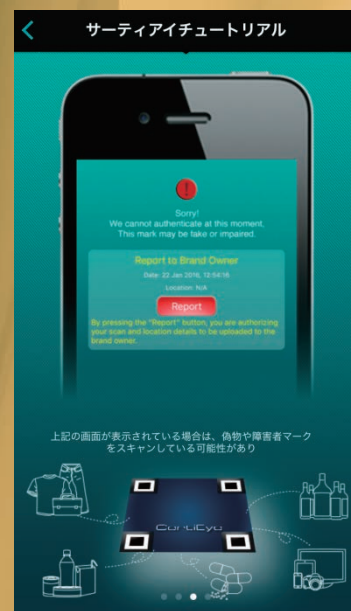 サーティアイチュートリアル
Sorry!
We cannot authenticate at this moment.
This mark may be fake or impaired.
Report to Brand Owner
Date: 22 Jan 2016, 13:54:16
Location: N/A
Report
By pressing the "Report" button, you are authorizing
your scan and location details to be uploaded to the
brand owner.
上記の画面が表示されている場合は、偽物や障害者マーク
をスキャンしている可能性があり
CertiEye